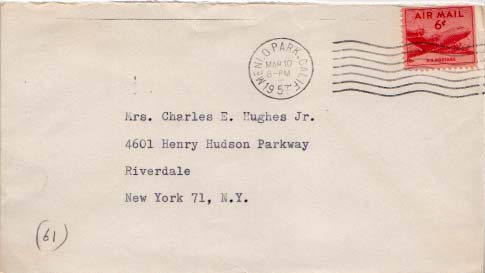 AIR MAIL
6¢
U.S. POSTAGE
MENLO PARK, CALIF
MAR 10
8-PM
195
Mrs. Charles E. Hughes Jr.
4601 Henry Hudson Parkway
Riverdale
New York 71, N.Y.
(61)